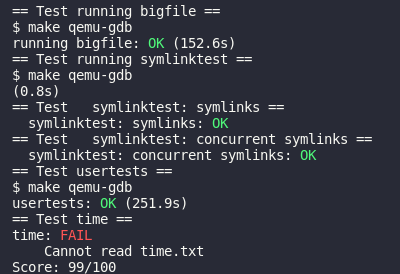 == Test running bigfile ==
$ make qemu-gdb
running bigfile: OK (152.6s)
== Test running symlinktest ==
$ make qemu-gdb
(0.8s)
== Test   symlinktest: symlinks ==
  symlinktest: symlinks: OK
== Test   symlinktest: concurrent symlinks ==
  symlinktest: concurrent symlinks: OK
== Test usertests ==
$ make qemu-gdb
usertests: OK (251.9s)
== Test time ==
time: FAIL
    Cannot read time.txt
Score: 99/100